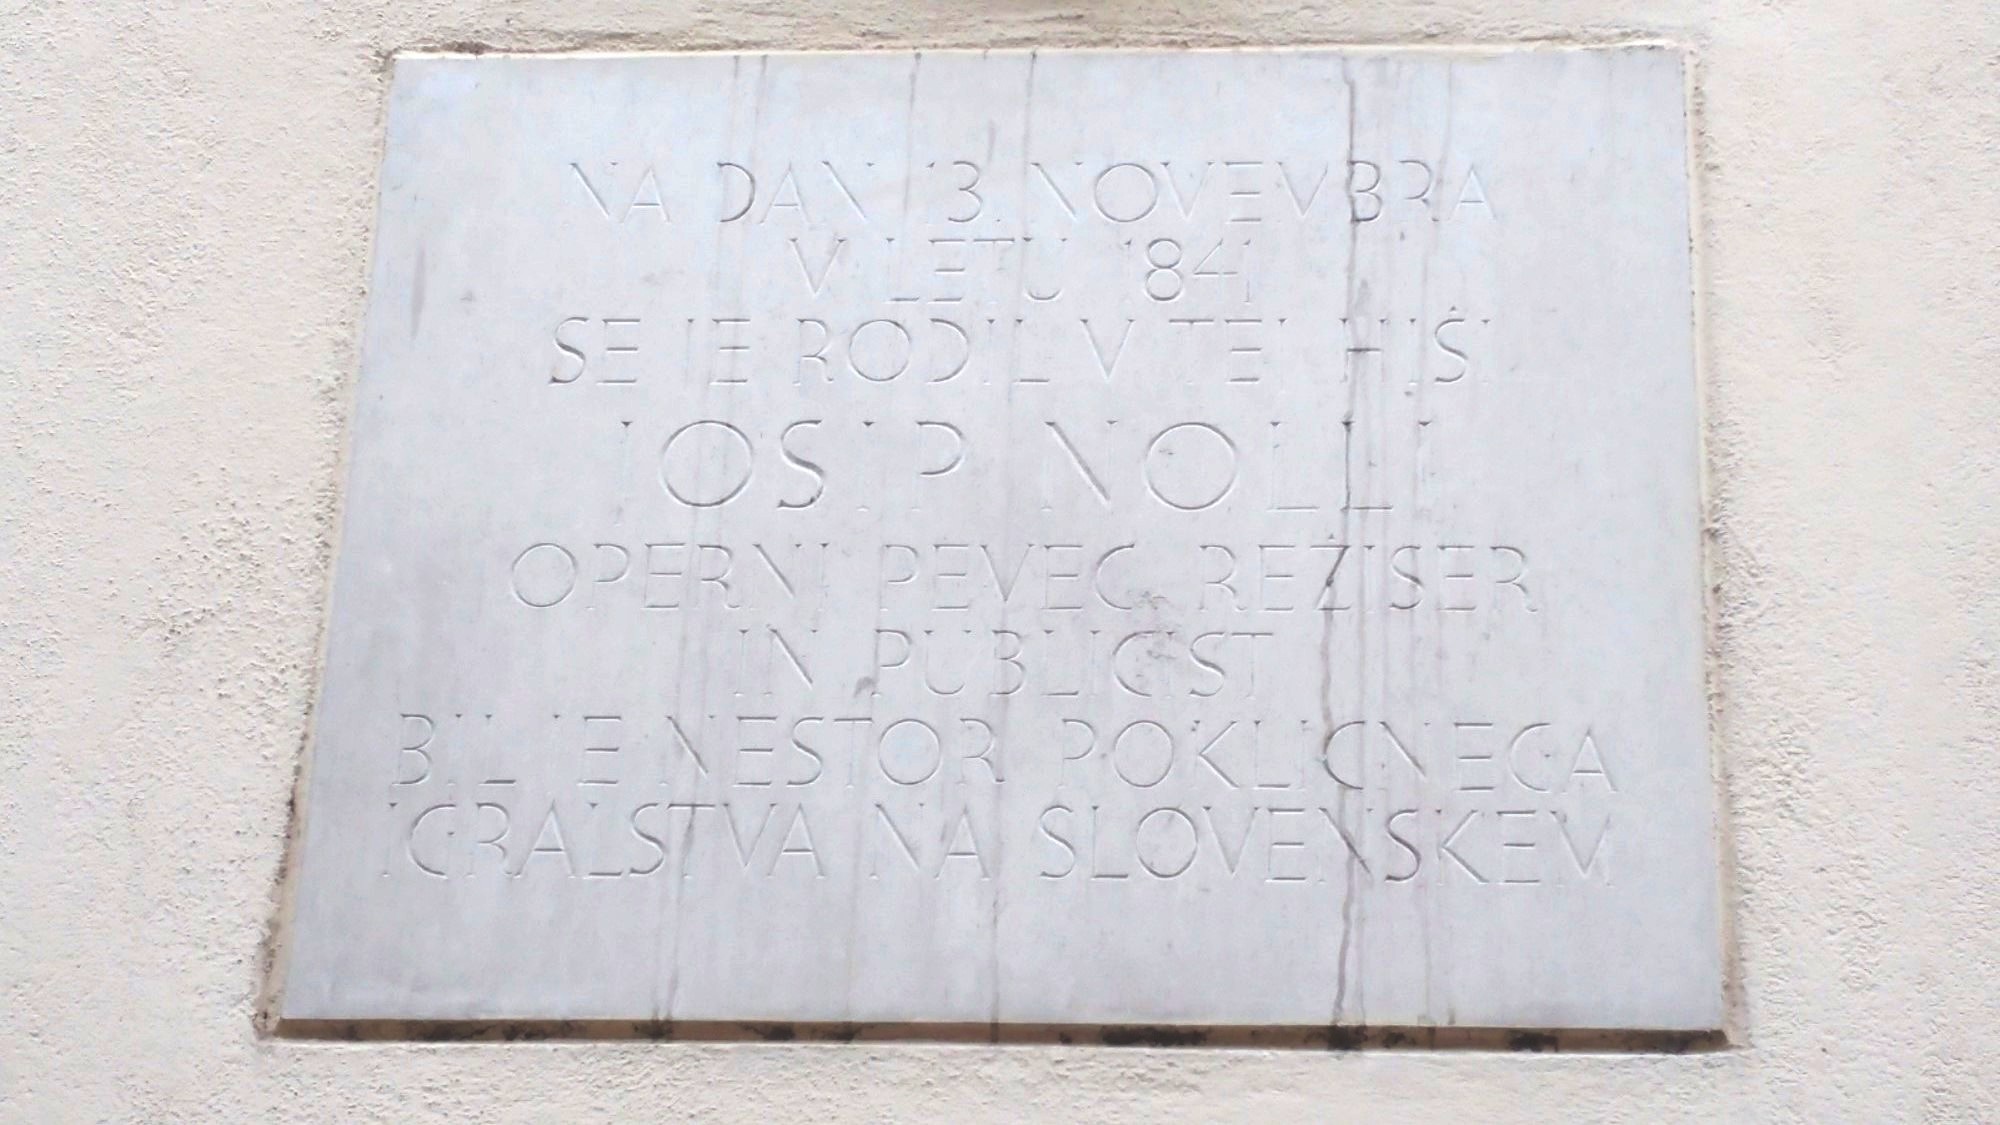 NA DAN 13. NOVEMBRA
V LETU 1841
SE JE RODIL V TEJ HIŠI
JOSIP NOLLI
OPERNI PEVEC REŽISER
IN PUBLICIST
BIL JE NESTOR POKLICNEGA
IGRALSTVA NA SLOVENSKEM